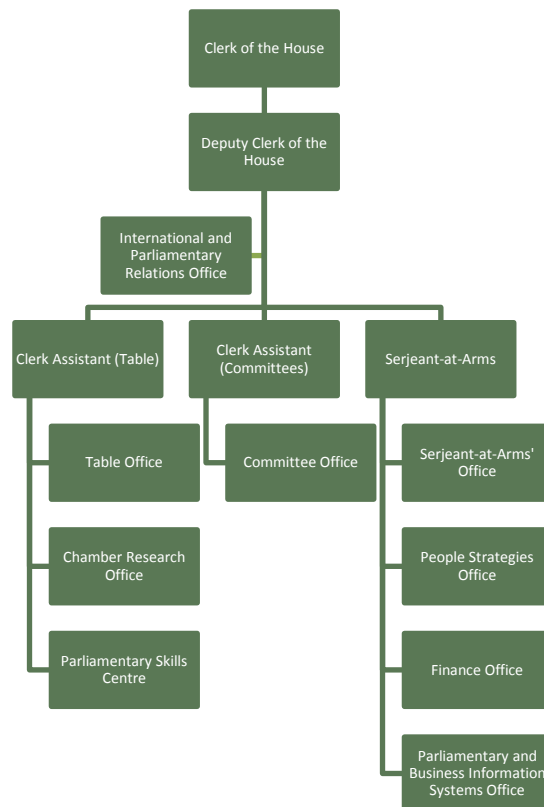 Clerk of the House
Deputy Clerk of the
House
International and
Parliamentary
Relations Office
Clerk Assistant (Table)
Clerk Assistant
(Committees)
Serjeant-at-Arms
Table Office
Committee Office
Serjeant-at-Arms'
Office
Chamber Research
Office
People Strategies
Office
Parliamentary Skills
Centre
Finance Office
Parliamentary and
Business Information
Systems Office